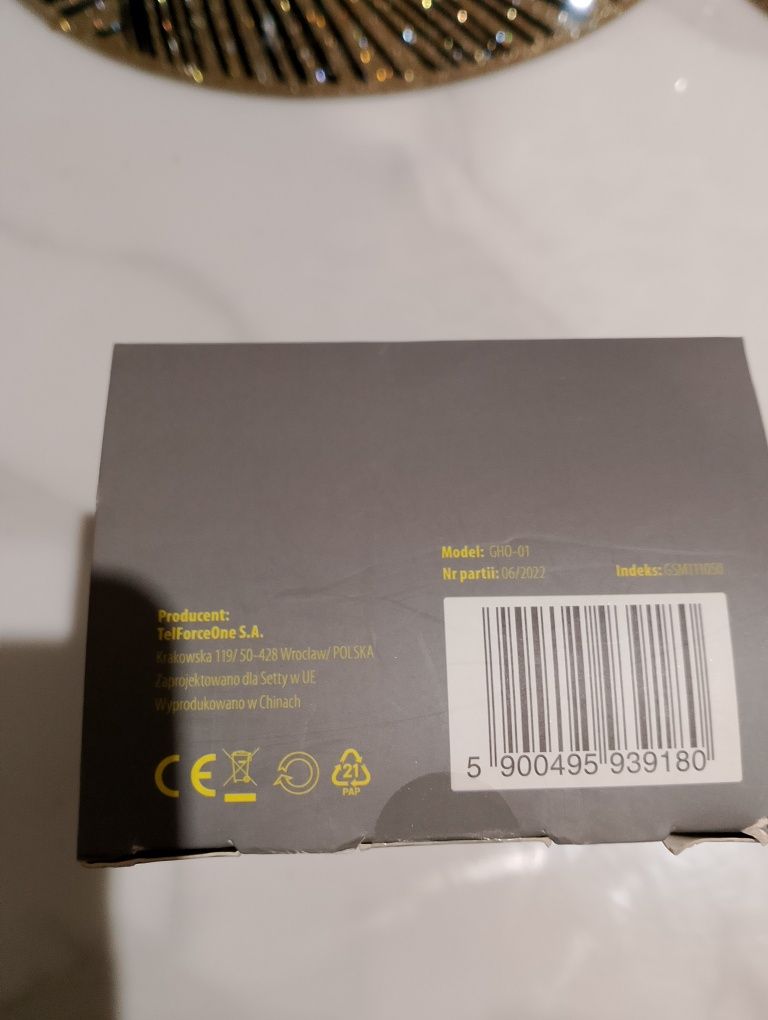 Model: GHO-01
Nr partii: 06/2022
Indeks: GSM111050
Producent:
TelForceOne S.A.
Krakowska 119/ 50-428 Wrocław/ POLSKA
Zaprojektowano dla Setty w UE
Wyprodukowano w Chinach
CE
21
PAP
5 900495 939180